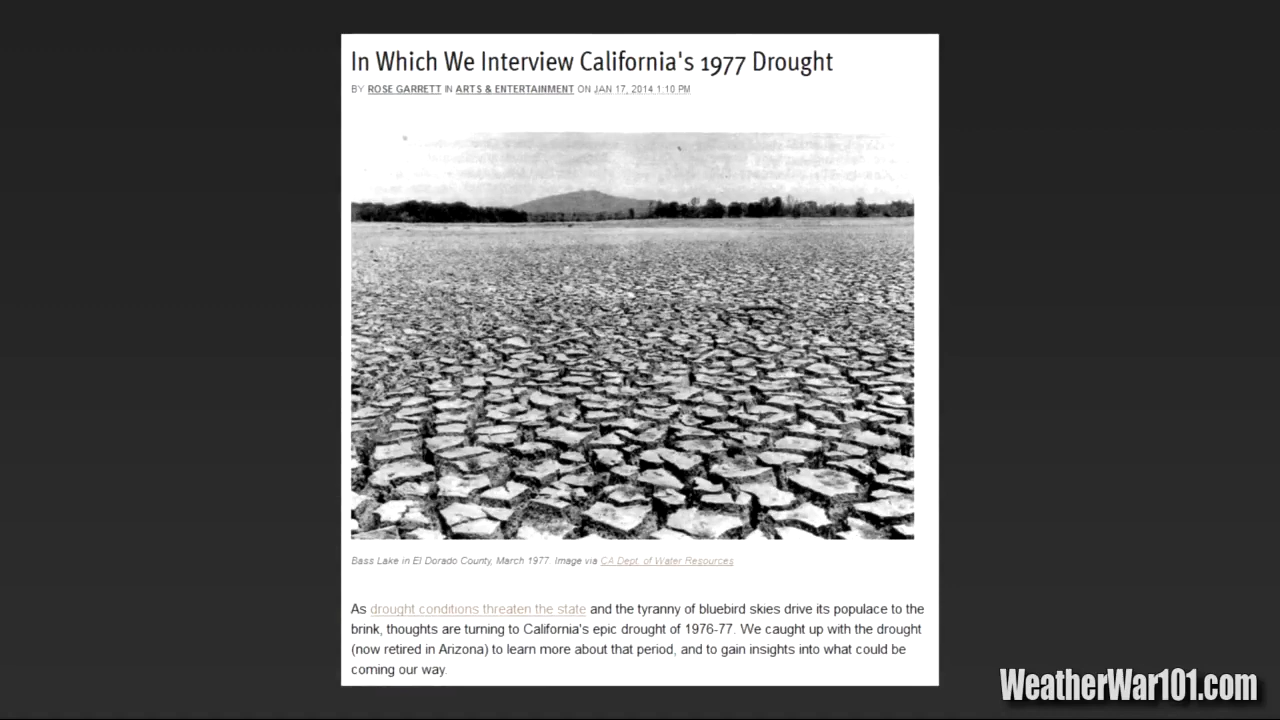 In Which We Interview California's 1977 Drought
BY ROSE GARRETT IN ARTS & ENTERTAINMENT ON JAN 17, 2014 1:10 PM
Bass Lake in El Dorado County, March 1977. Image via CA Dept. of Water Resources
As drought conditions threaten the state and the tyranny of bluebird skies drive its populace to the
brink, thoughts are turning to California's epic drought of 1976-77. We caught up with the drought
(now retired in Arizona) to learn more about that period, and to gain insights into what could be
coming our way.
WeatherWar101.com